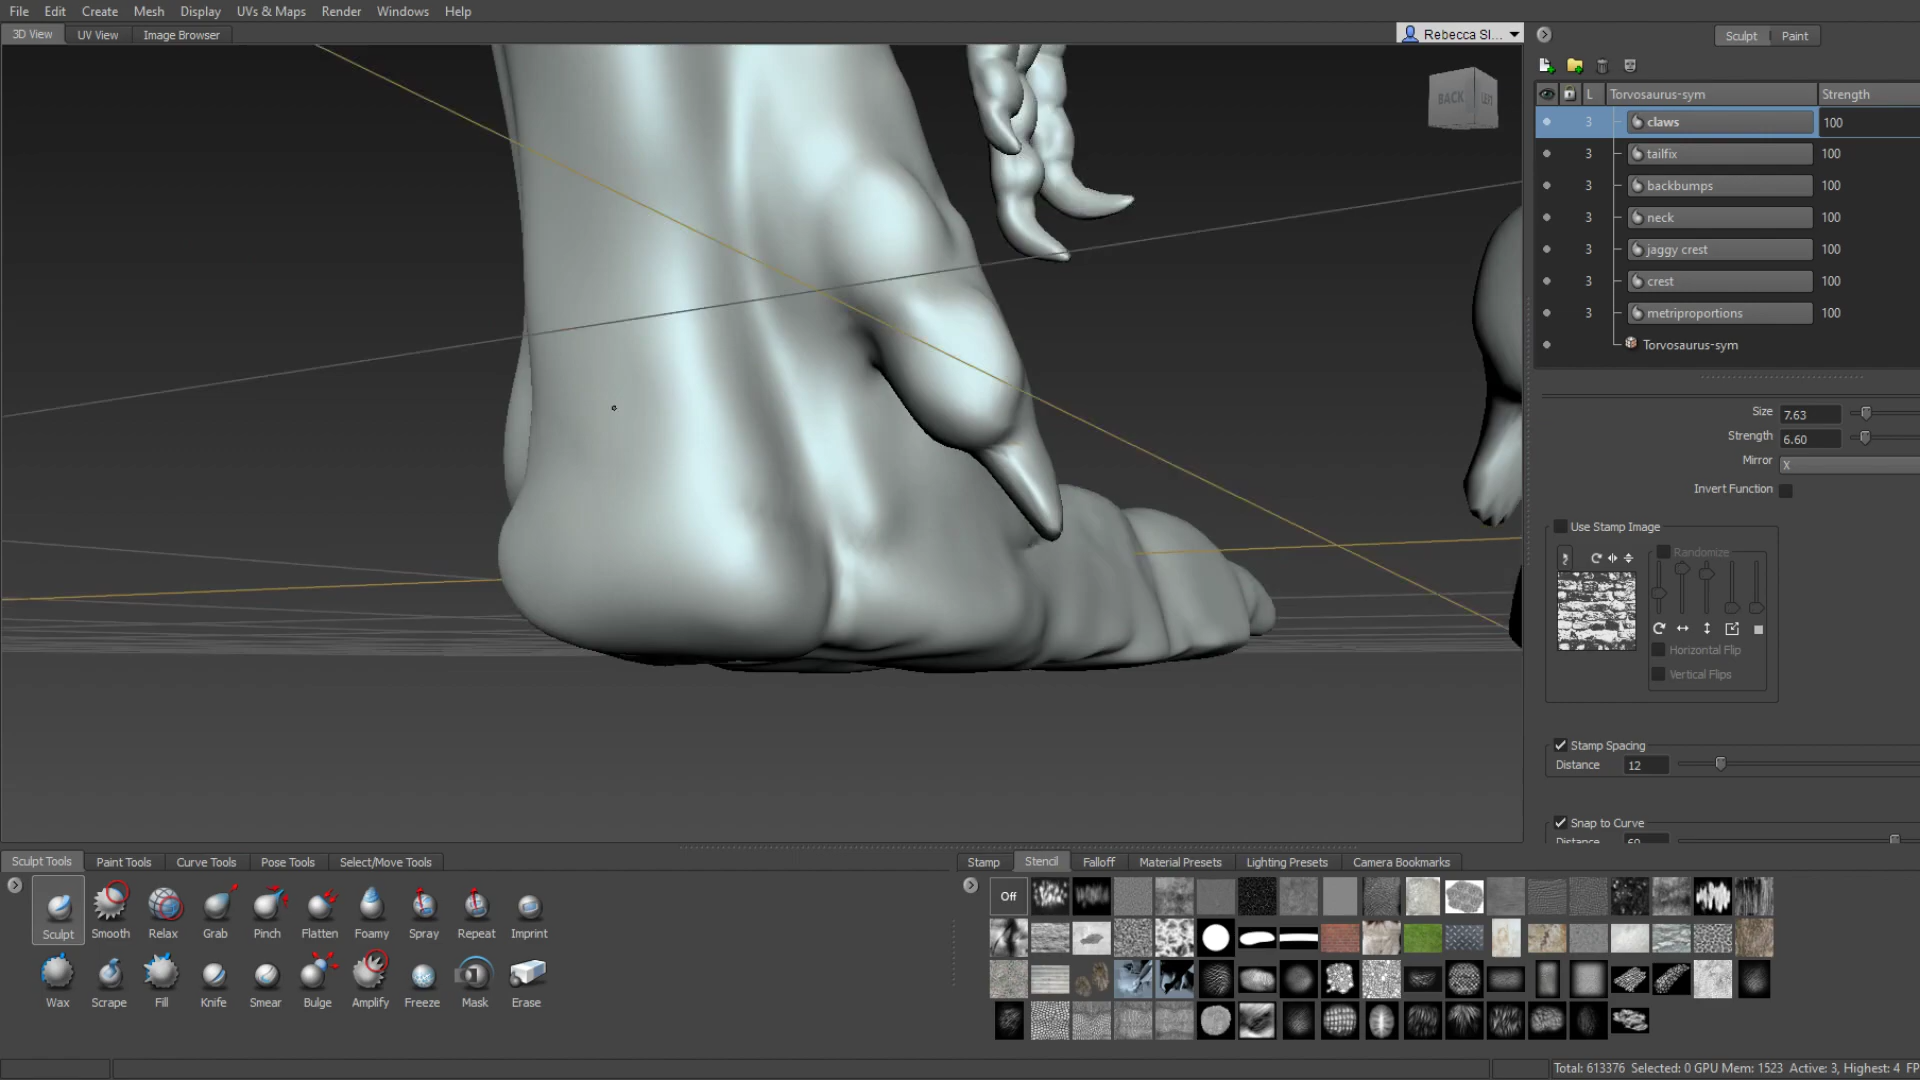 File Edit Create Mesh Display UVs & Maps Render Windows Help
3D View UV View Image Browser
Rebecca Sl...
Sculpt Paint
BACK LEFT
L Torvosaurus-sym Strength
3 claws 100
3 tailfix 100
3 backbumps 100
3 neck 100
3 jaggy crest 100
3 crest 100
3 metriproportions 100
Torvosaurus-sym
Size 7.63
Strength 6.60
Mirror X
Invert Function
Use Stamp Image
Randomize
Horizontal Flip
Vertical Flips
Stamp Spacing
Distance 12
Snap to Curve
Distance 60
Sculpt Tools Paint Tools Curve Tools Pose Tools Select/Move Tools
Sculpt Smooth Relax Grab Pinch Flatten Foamy Spray Repeat Imprint
Wax Scrape Fill Knife Smear Bulge Amplify Freeze Mask Erase
Stamp Stencil Falloff Material Presets Lighting Presets Camera Bookmarks
Off
Total: 613376 Selected: 0 GPU Mem: 1523 Active: 3, Highest: 4 FP